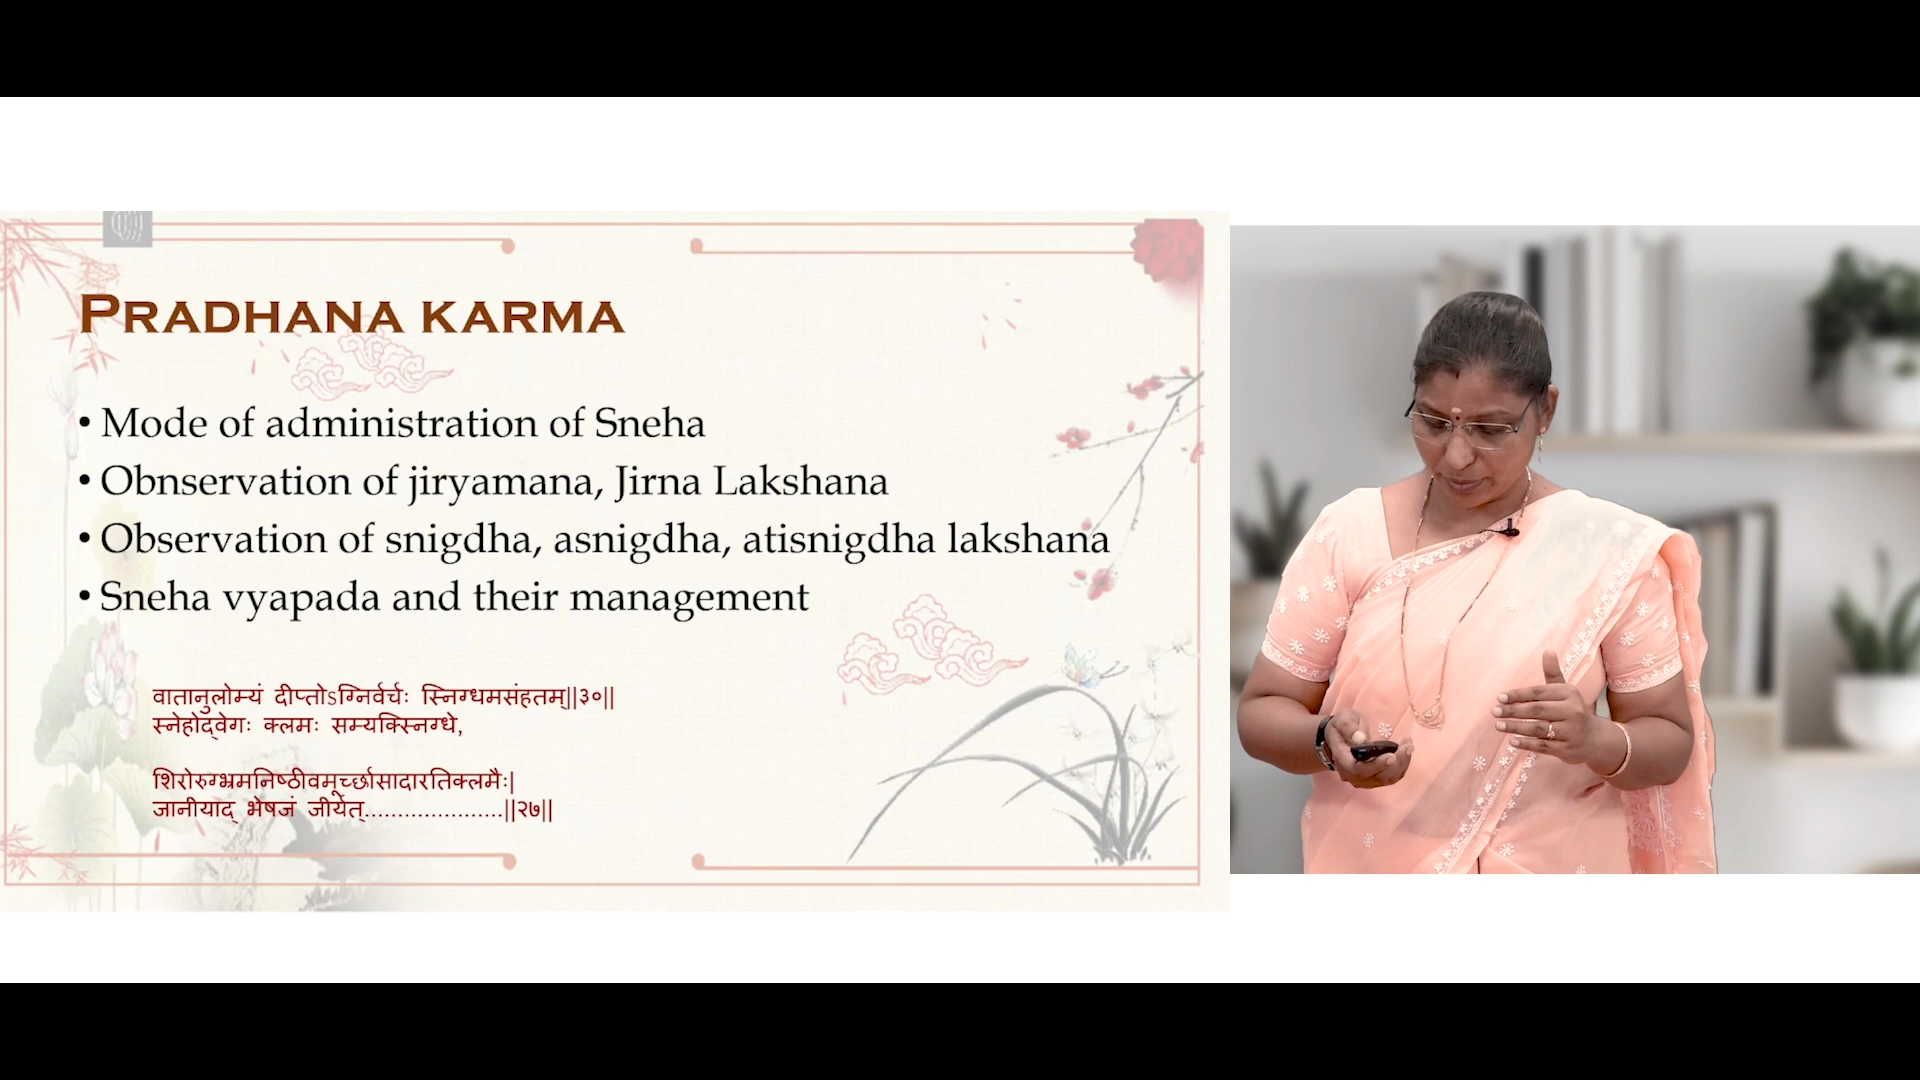 PRADHANA KARMA
• Mode of administration of Sneha
• Obnservation of jiryamana, Jirna Lakshana
• Observation of snigdha, asnigdha, atisnigdha lakshana
• Sneha vyapada and their management
वातानुलोम्यं दीप्तोऽग्निर्वर्चः स्निग्धमसंहतम्||३०||
स्नेहोद्वेगः क्लमः सम्यक्स्निग्धे,
शिरोरुग्भ्रमनिष्ठीवमूर्च्छासादारतिक्लमैः|
जानीयाद् भेषजं जीर्यत्.....................||२७||